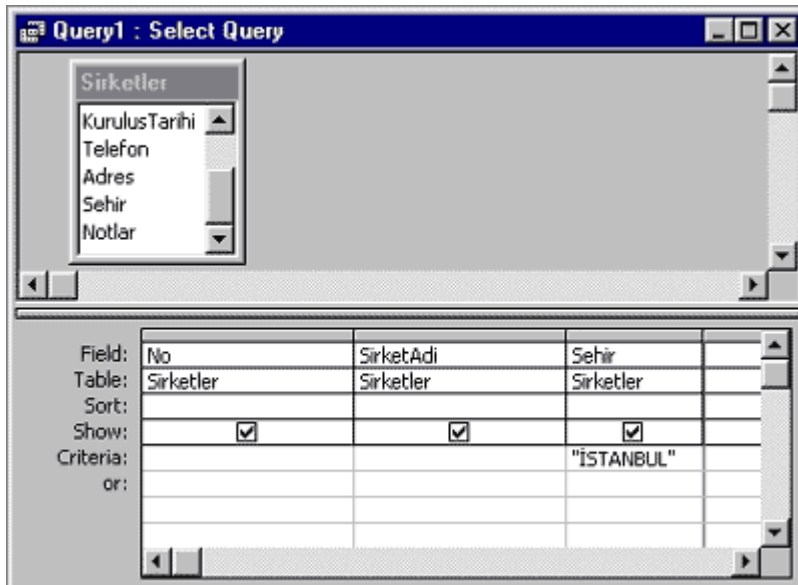 Query1 : Select Query
Sirketler
KurulusTarihi
Telefon
Adres
Sehir
Notlar
Field: No SirketAdi Sehir
Table: Sirketler Sirketler Sirketler
Sort:
Show:
Criteria: "İSTANBUL"
or: